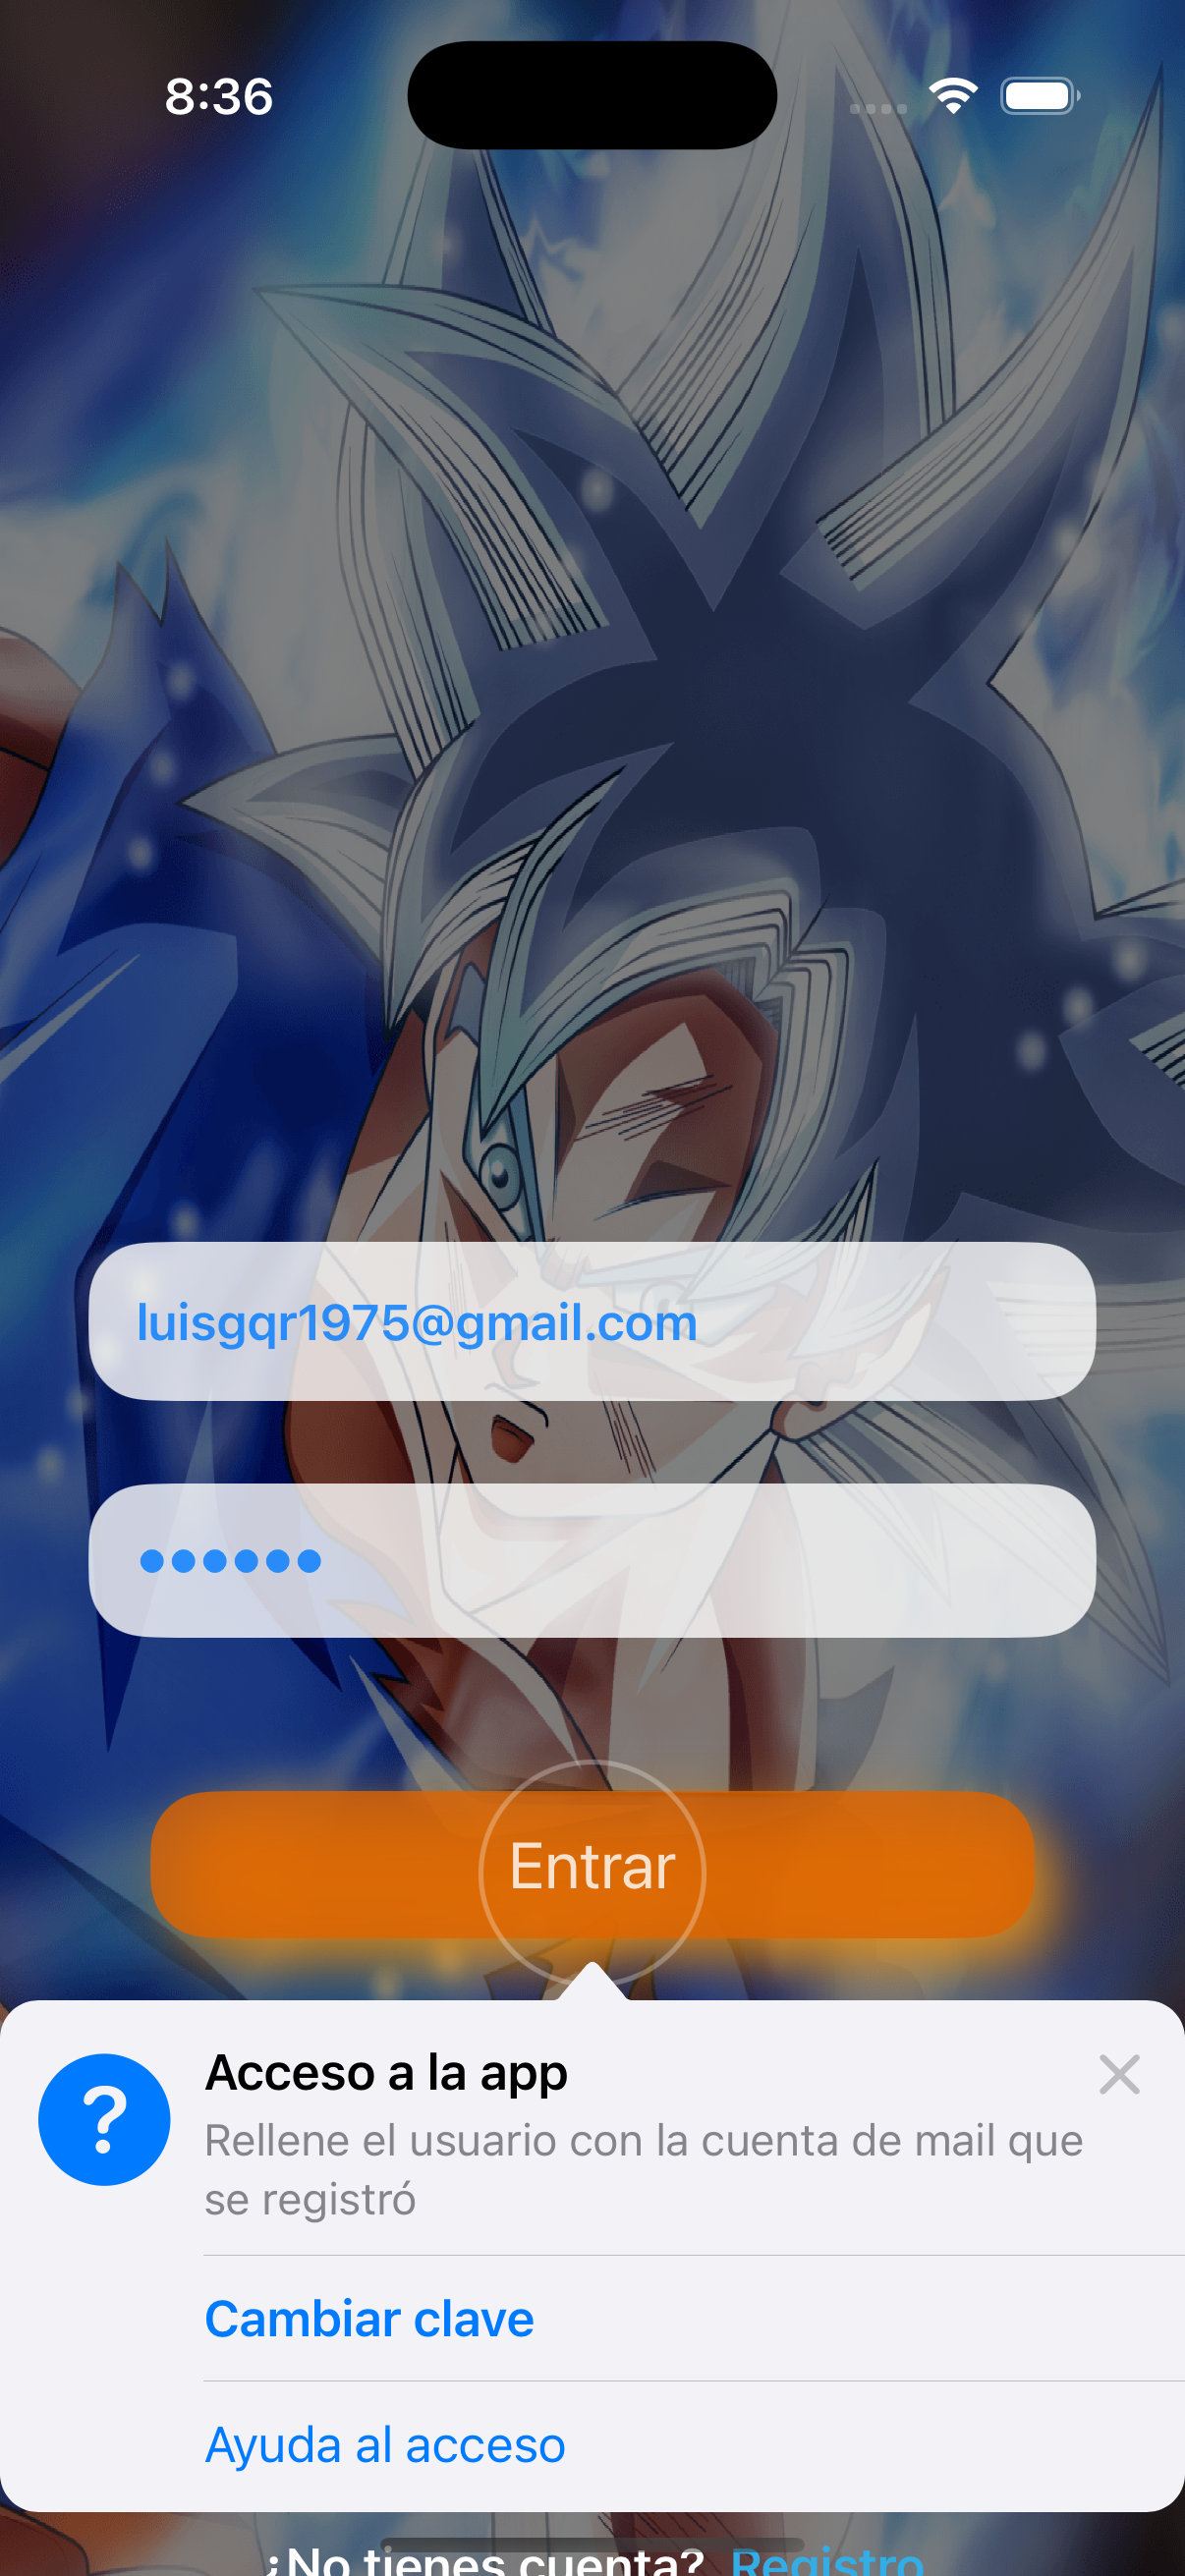 8:36
luisgqr1975@gmail.com
Entrar
?
Acceso a la app
Rellene el usuario con la cuenta de mail que
se registró
Cambiar clave
Ayuda al acceso
¿No tienes cuenta? Registro